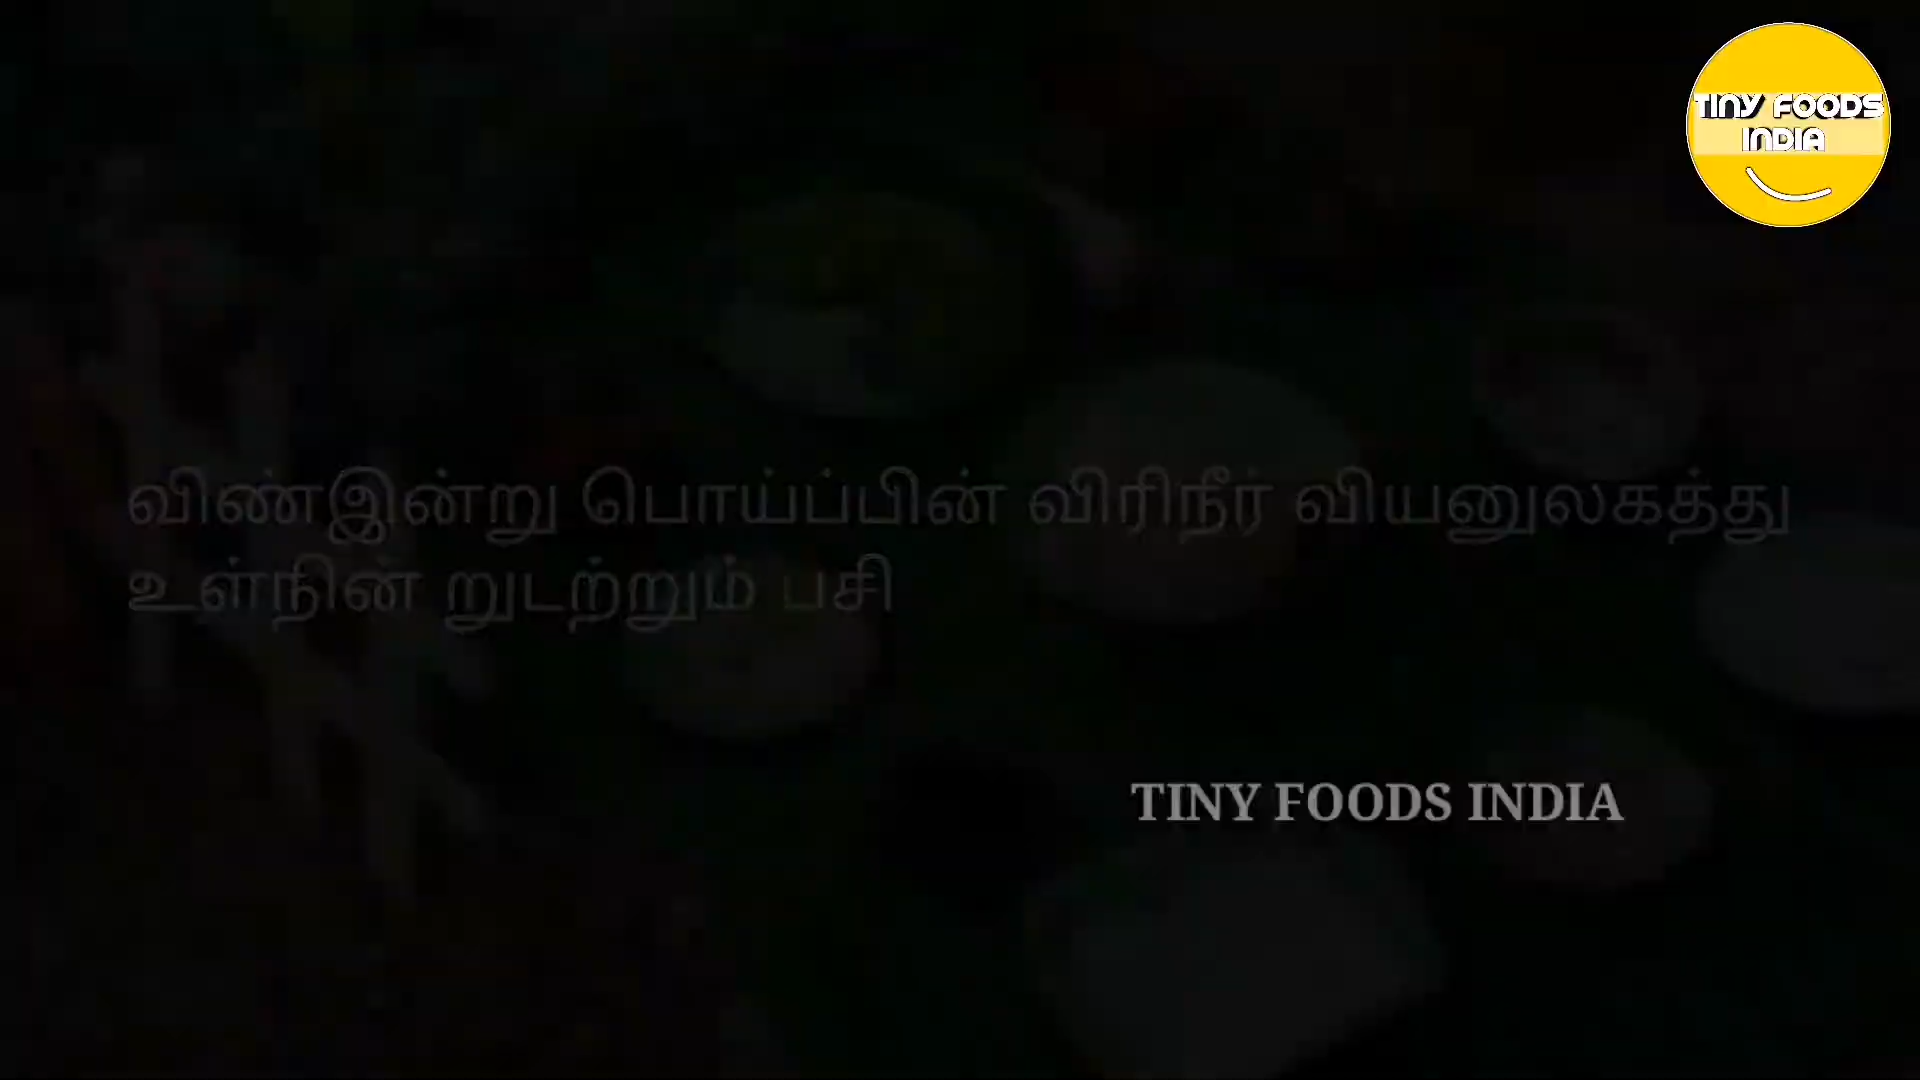 TINY FOODS
INDIA
விண்இன்று பொய்ப்பின் விரிநீர் வியனுலகத்து
உள்நின் றுடற்றும் பசி
TINY FOODS INDIA